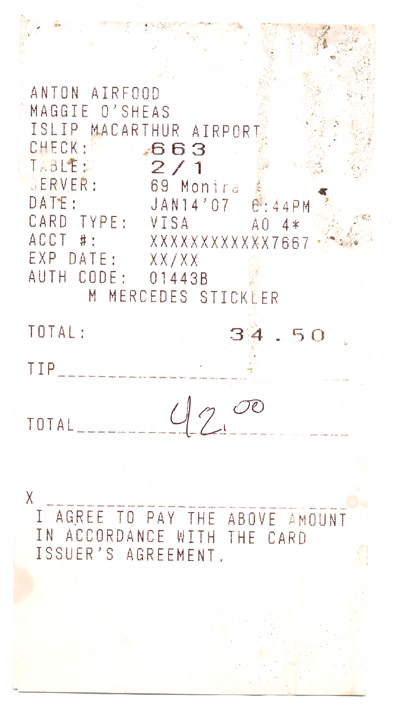 ANTON AIRFOOD
MAGGIE O'SHEAS
ISLIP MACARTHUR AIRPORT
CHECK: 663
TABLE: 2/1
SERVER: 69 Monira
DATE: JAN14'07 6:44PM
CARD TYPE: VISA AO 4*
ACCT #: XXXXXXXXXXXX7667
EXP DATE: XX/XX
AUTH CODE: 01443B
M MERCEDES STICKLER
TOTAL: 34.50
TIP
TOTAL 42.00
X
I AGREE TO PAY THE ABOVE AMOUNT
IN ACCORDANCE WITH THE CARD
ISSUER'S AGREEMENT.